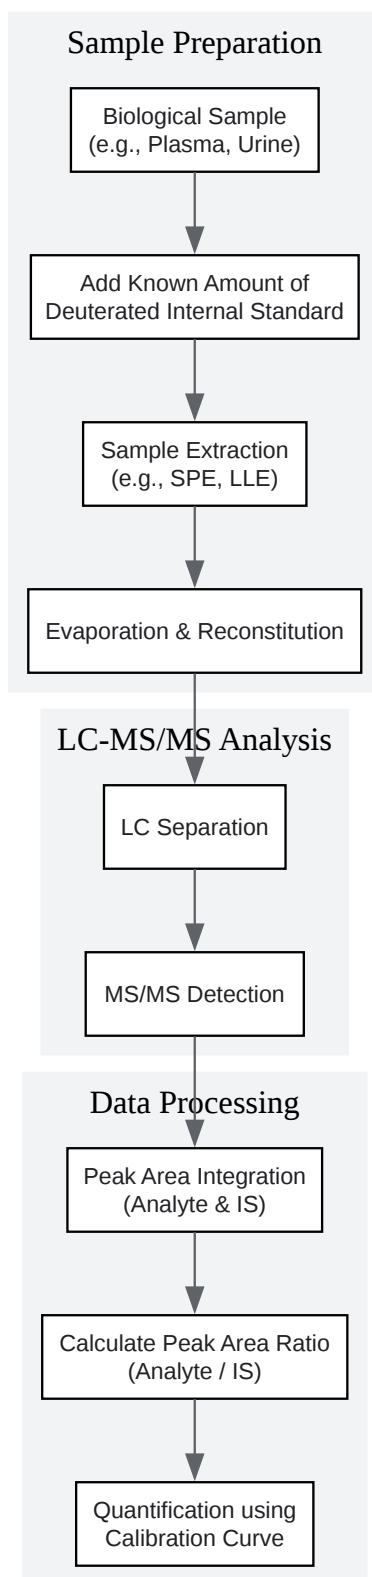 Sample Preparation
Biological Sample
(e.g., Plasma, Urine)
Add Known Amount of
Deuterated Internal Standard
Sample Extraction
(e.g., SPE, LLE)
Evaporation & Reconstitution
LC-MS/MS Analysis
LC Separation
MS/MS Detection
Data Processing
Peak Area Integration
(Analyte & IS)
Calculate Peak Area Ratio
(Analyte / IS)
Quantification using
Calibration Curve